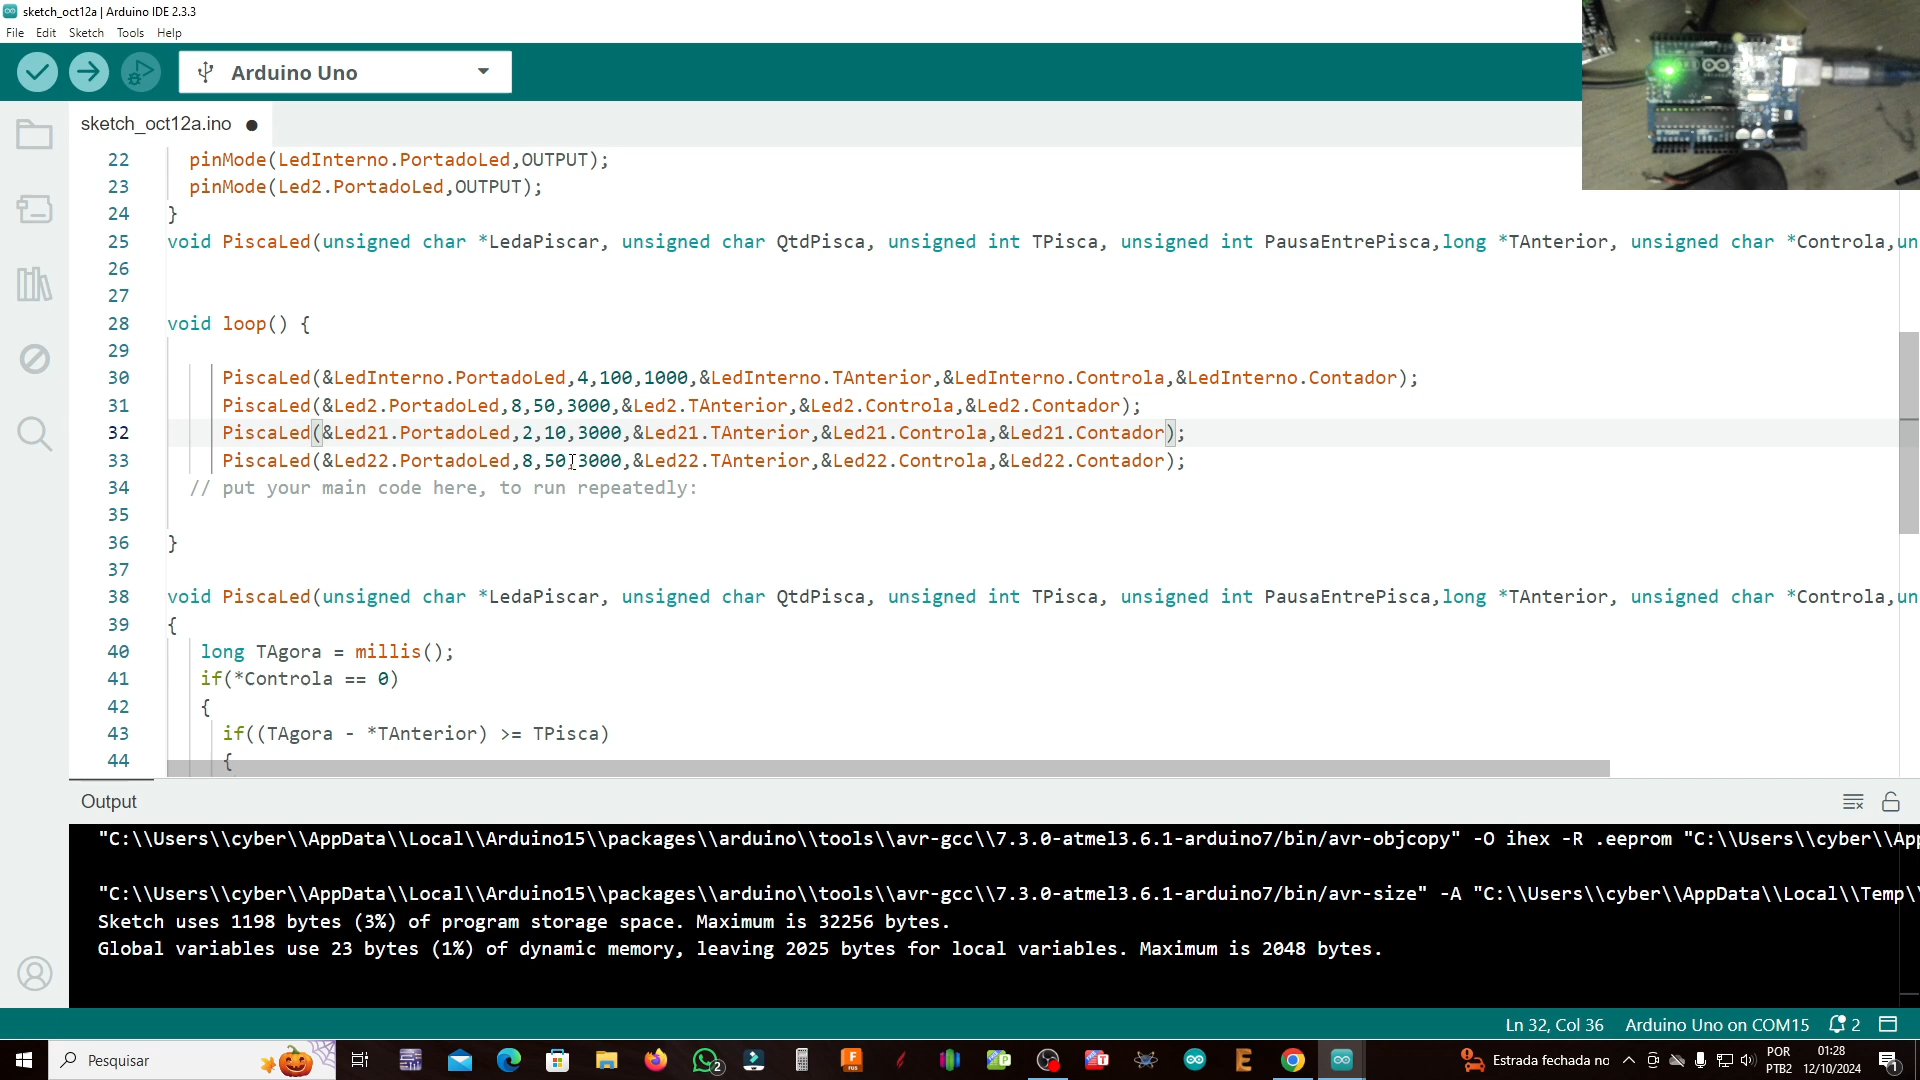 sketch_oct12a | Arduino IDE 2.3.3
File Edit Sketch Tools Help
Arduino Uno
sketch_oct12a.ino
22 pinMode(LedInterno.PortadoLed,OUTPUT);
23 pinMode(Led2.PortadoLed,OUTPUT);
24 }
25 void PiscaLed(unsigned char *LedaPiscar, unsigned char QtdPisca, unsigned int TPisca, unsigned int PausaEntrePisca,long *TAnterior, unsigned char *Controla,un
26
27
28 void loop() {
29
30 PiscaLed(&LedInterno.PortadoLed,4,100,1000,&LedInterno.TAnterior,&LedInterno.Controla,&LedInterno.Contador);
31 PiscaLed(&Led2.PortadoLed,8,50,3000,&Led2.TAnterior,&Led2.Controla,&Led2.Contador);
32 PiscaLed(&Led21.PortadoLed,2,10,3000,&Led21.TAnterior,&Led21.Controla,&Led21.Contador);
33 PiscaLed(&Led22.PortadoLed,8,50,3000,&Led22.TAnterior,&Led22.Controla,&Led22.Contador);
34 // put your main code here, to run repeatedly:
35
36 }
37
38 void PiscaLed(unsigned char *LedaPiscar, unsigned char QtdPisca, unsigned int TPisca, unsigned int PausaEntrePisca,long *TAnterior, unsigned char *Controla,un
39 {
40 long TAgora = millis();
41 if(*Controla == 0)
42 {
43 if((TAgora - *TAnterior) >= TPisca)
44 {
Output
"C:\\Users\\cyber\\AppData\\Local\\Arduino15\\packages\\arduino\\tools\\avr-gcc\\7.3.0-atmel3.6.1-arduino7/bin/avr-objcopy" -O ihex -R .eeprom "C:\\Users\\cyber\\App
"C:\\Users\\cyber\\AppData\\Local\\Arduino15\\packages\\arduino\\tools\\avr-gcc\\7.3.0-atmel3.6.1-arduino7/bin/avr-size" -A "C:\\Users\\cyber\\AppData\\Local\\Temp\\
Sketch uses 1198 bytes (3%) of program storage space. Maximum is 32256 bytes.
Global variables use 23 bytes (1%) of dynamic memory, leaving 2025 bytes for local variables. Maximum is 2048 bytes.
Ln 32, Col 36 Arduino Uno on COM15 2
Pesquisar
2
Estrada fechada no
POR
PTB2
01:28
12/10/2024
1